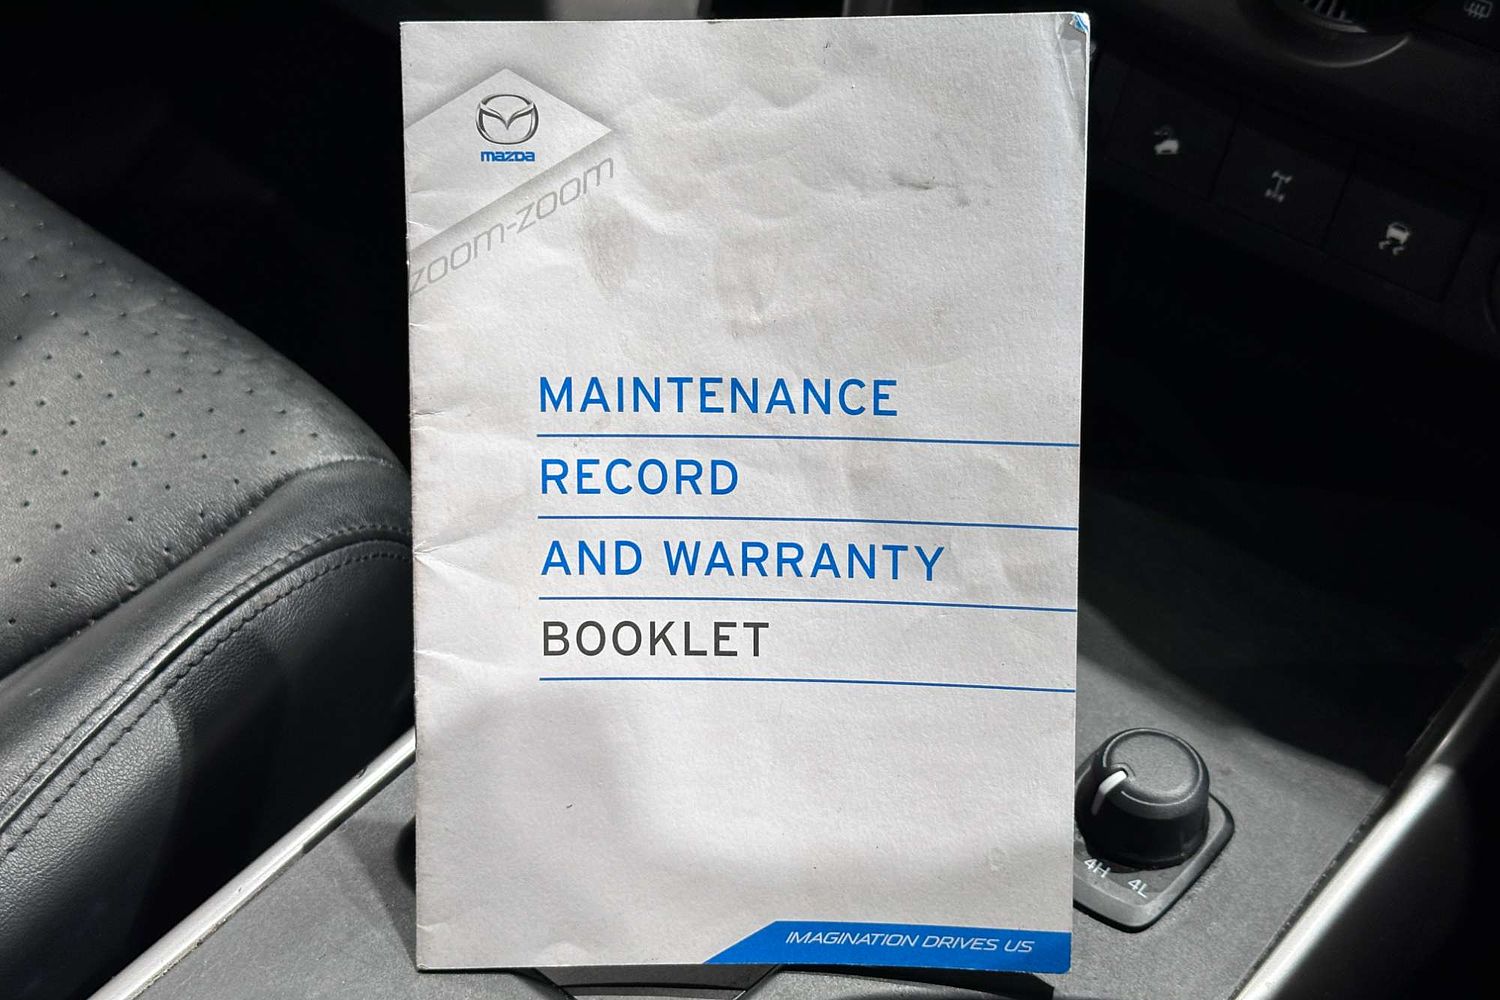 mazda
zoom-zoom
MAINTENANCE
RECORD
AND WARRANTY
BOOKLET
4H 4L
IMAGINATION DRIVES US